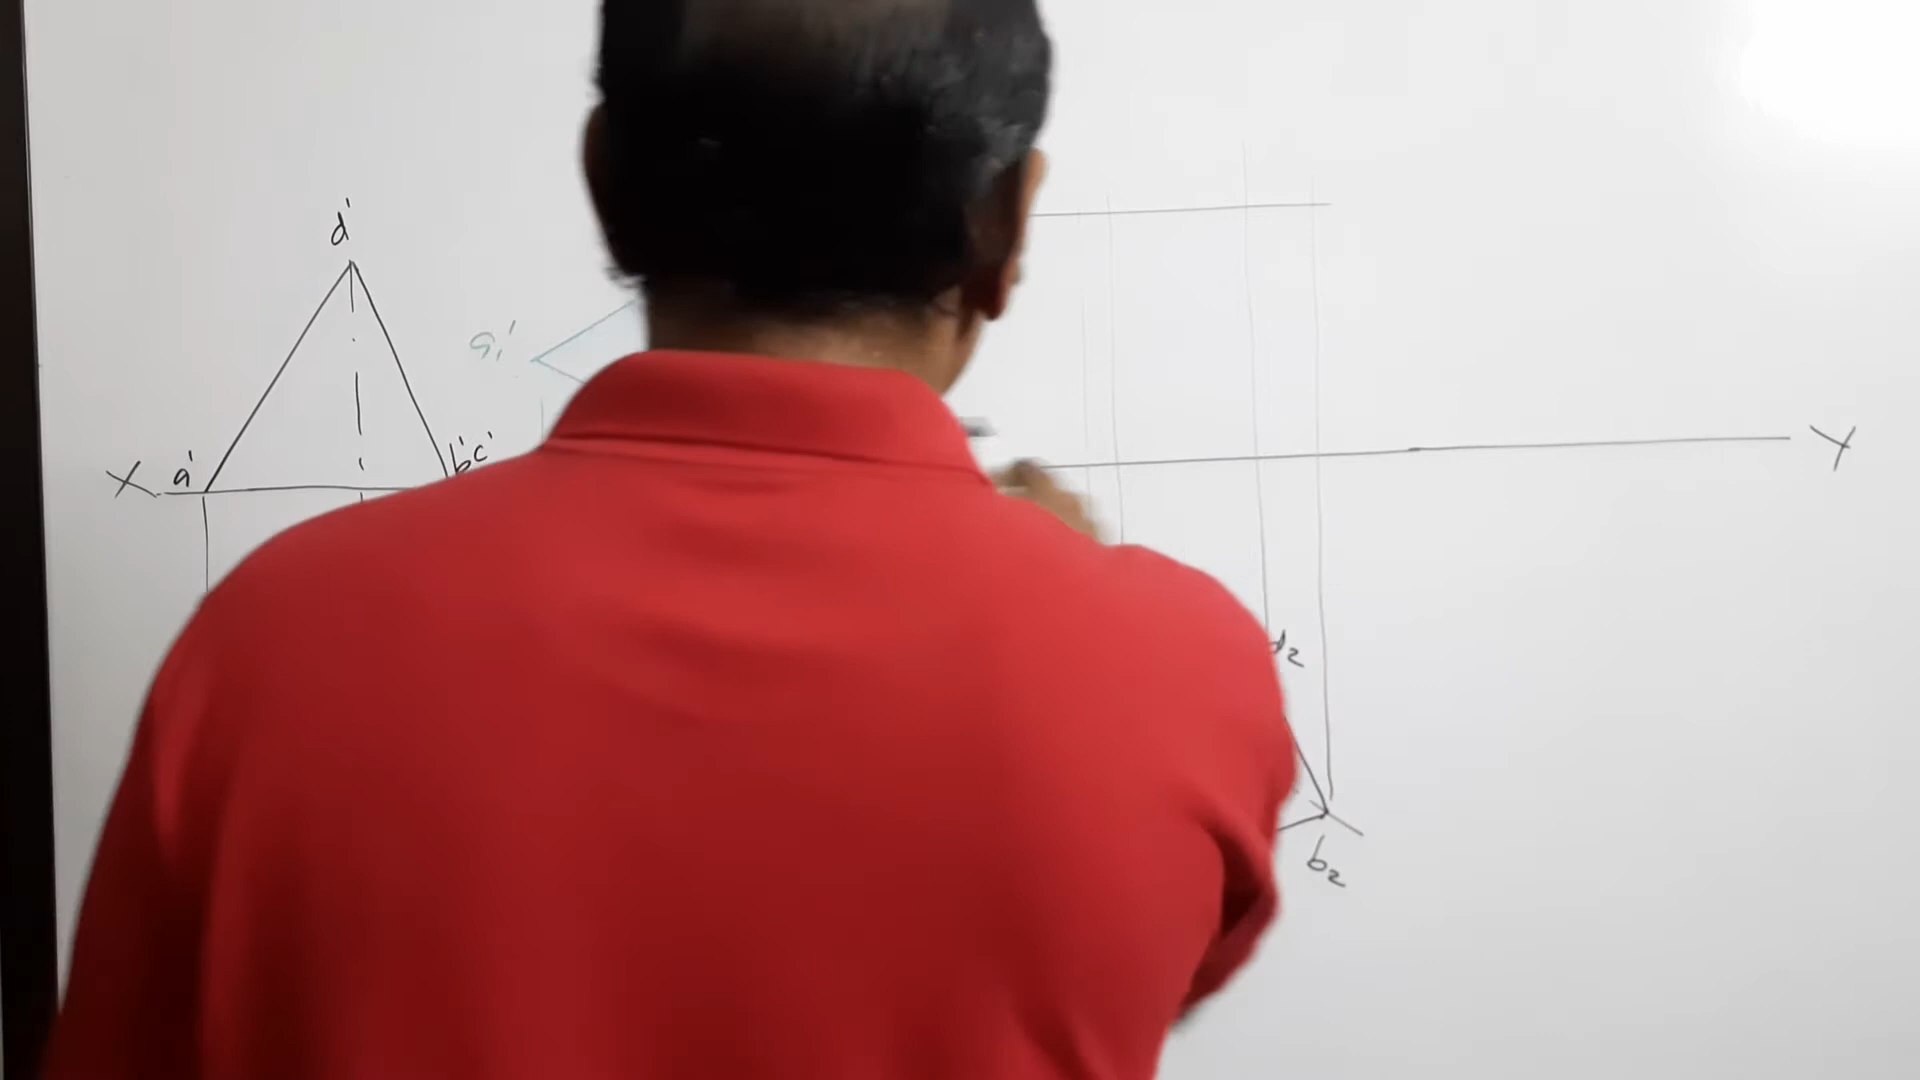 d'
a₁'
X a' b'c' Y
d₂
b₂